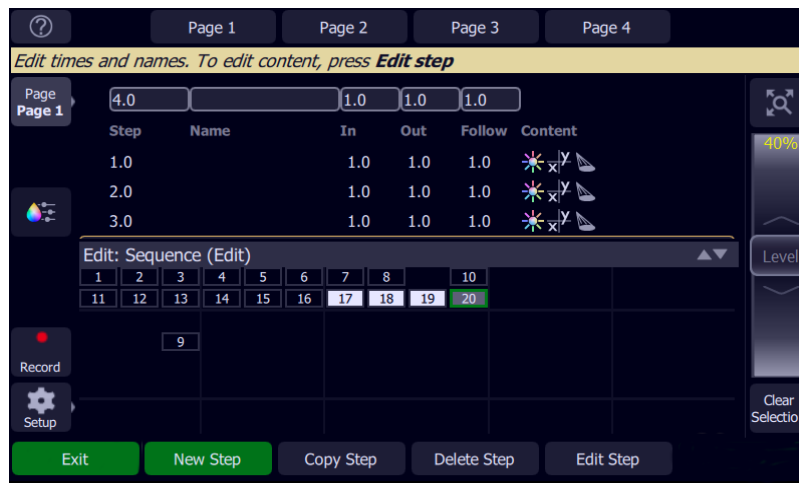 ? Page 1 Page 2 Page 3 Page 4
Edit times and names. To edit content, press Edit step
Page
Page 1
4.0 1.0 1.0 1.0
Step Name In Out Follow Content
1.0 1.0 1.0 1.0 x y
2.0 1.0 1.0 1.0 x y
3.0 1.0 1.0 1.0 x y
40%
Edit: Sequence (Edit)
Level
1 2 3 4 5 6 7 8 10
11 12 13 14 15 16 17 18 19 20
9
Record
Setup
Clear
Selectio
Exit New Step Copy Step Delete Step Edit Step